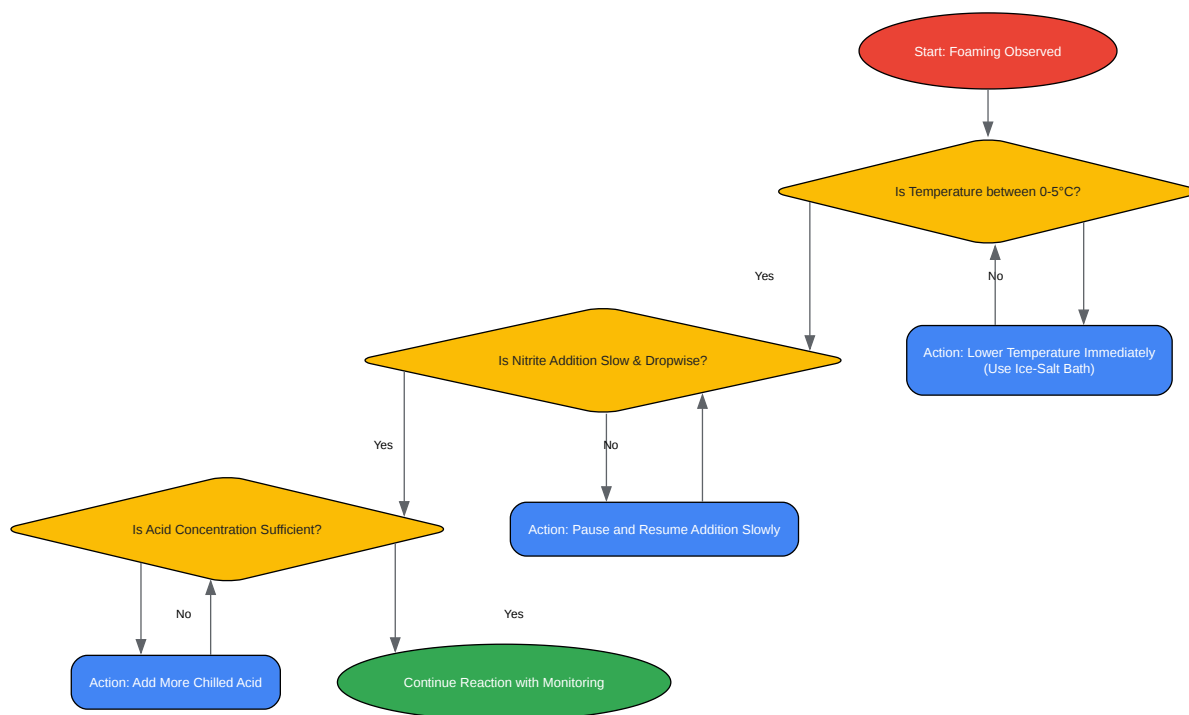 Start: Foaming Observed
Is Temperature between 0-5°C?
Yes
No
Is Nitrite Addition Slow & Dropwise?
Action: Lower Temperature Immediately
(Use Ice-Salt Bath)
Yes
No
Is Acid Concentration Sufficient?
Action: Pause and Resume Addition Slowly
No
Yes
Action: Add More Chilled Acid
Continue Reaction with Monitoring